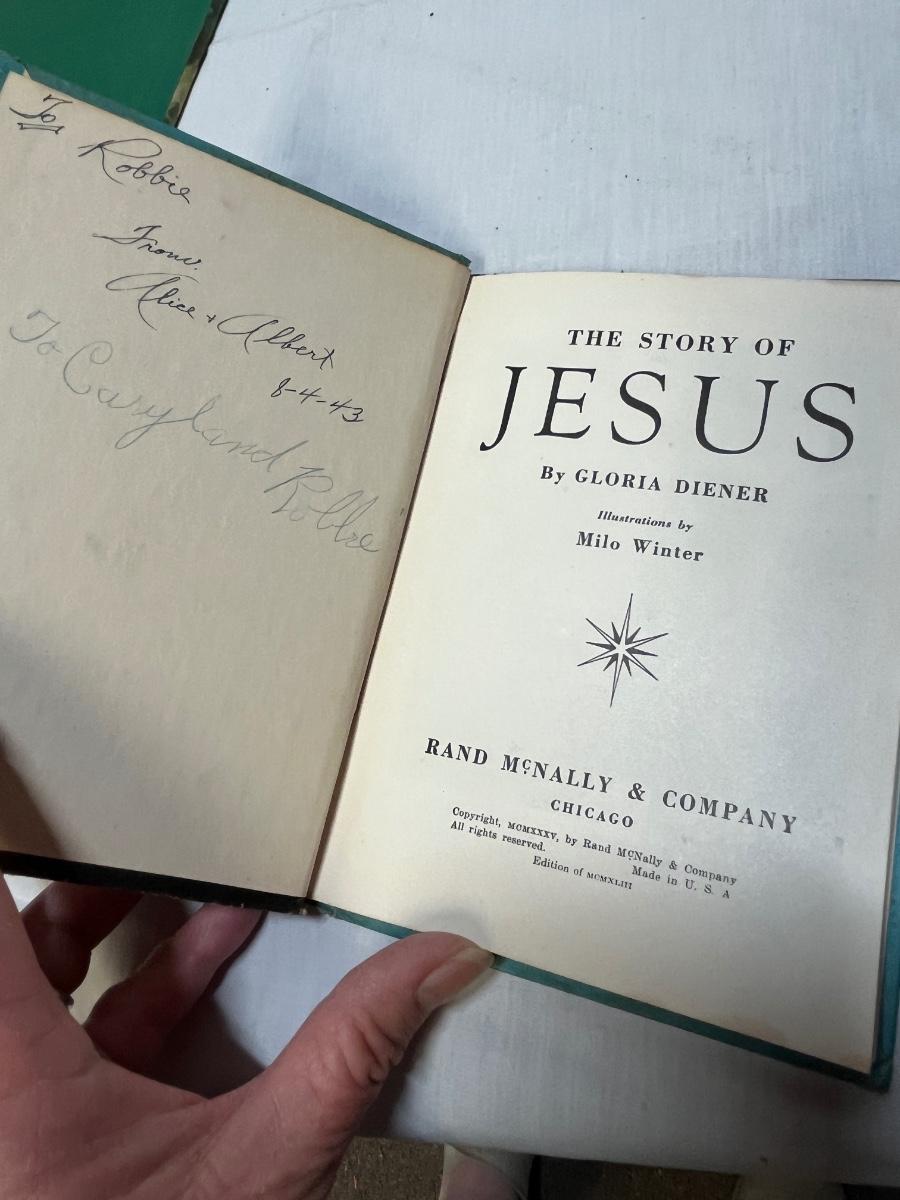 To
Robbie
From
Alice + Albert
8-4-43
To Caryl and Robbie
THE STORY OF
JESUS
By GLORIA DIENER
Illustrations by
Milo Winter
RAND McNALLY & COMPANY
CHICAGO
Copyright, MCMXXXV, by Rand McNally & Company
All rights reserved. Made in U. S. A
Edition of MCMXLIII